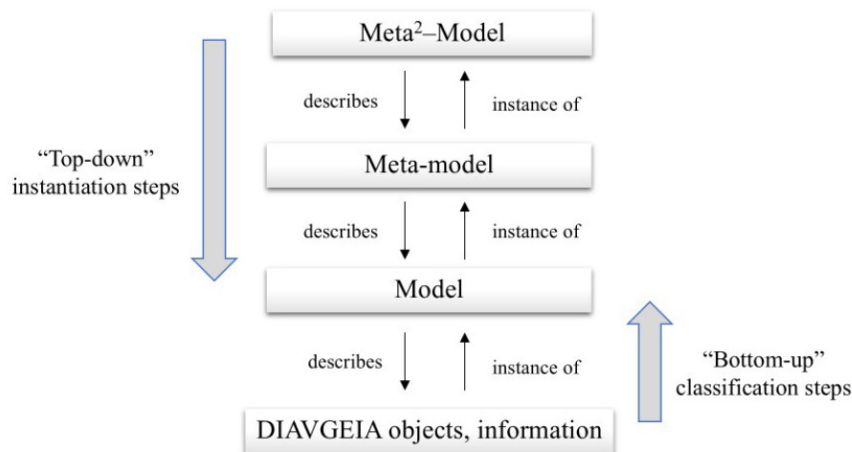 Meta²–Model
describes
instance of
“Top-down”
instantiation steps
Meta-model
describes
instance of
Model
describes
instance of
“Bottom-up”
classification steps
DIAVGEIA objects, information